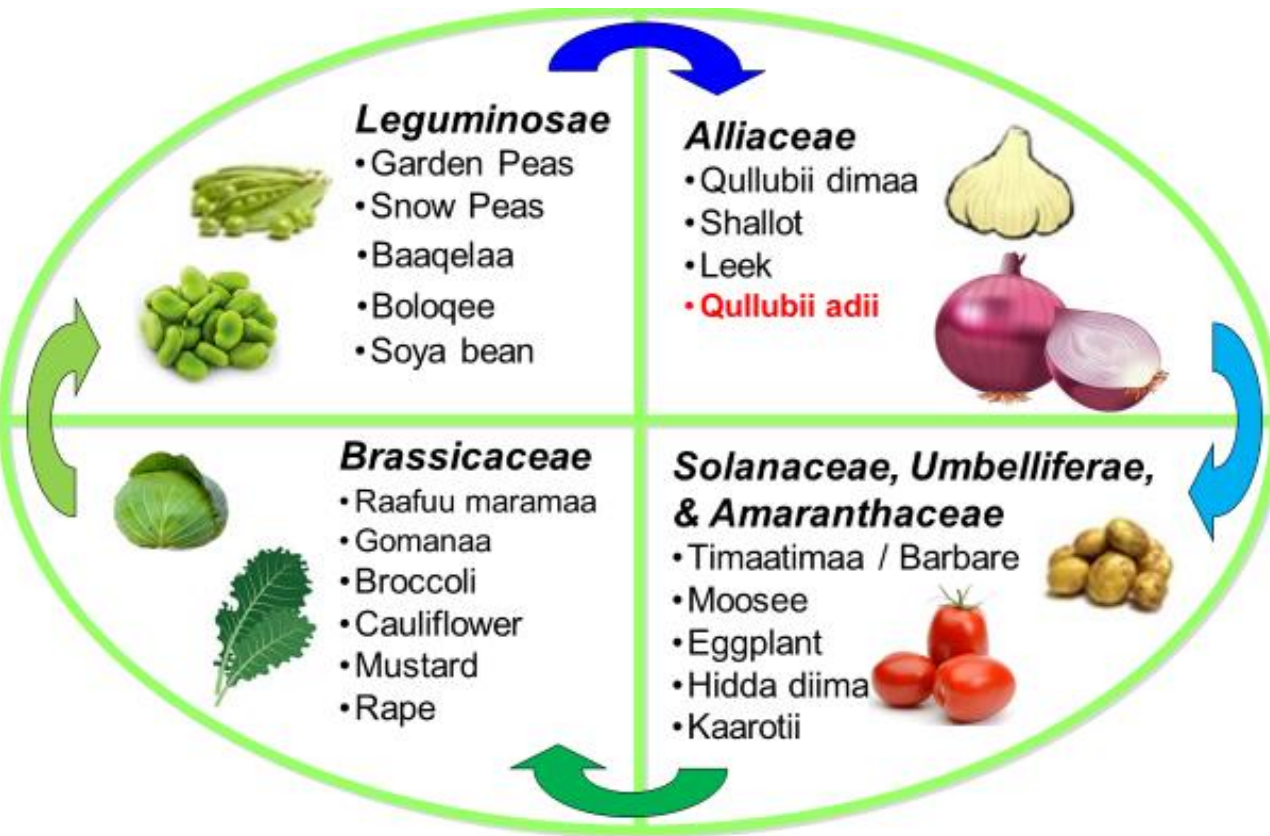 Leguminosae
•Garden Peas
•Snow Peas
•Baaqelaa
•Boloqee
•Soya bean
Alliaceae
•Qullubii dimaa
•Shallot
•Leek
•Qullubii adii
Brassicaceae
•Raafuu maramaa
•Gomanaa
•Broccoli
•Cauliflower
•Mustard
•Rape
Solanaceae, Umbelliferae,
& Amaranthaceae
•Timaatimaa / Barbare
•Moosee
•Eggplant
•Hidda diima
•Kaarotii